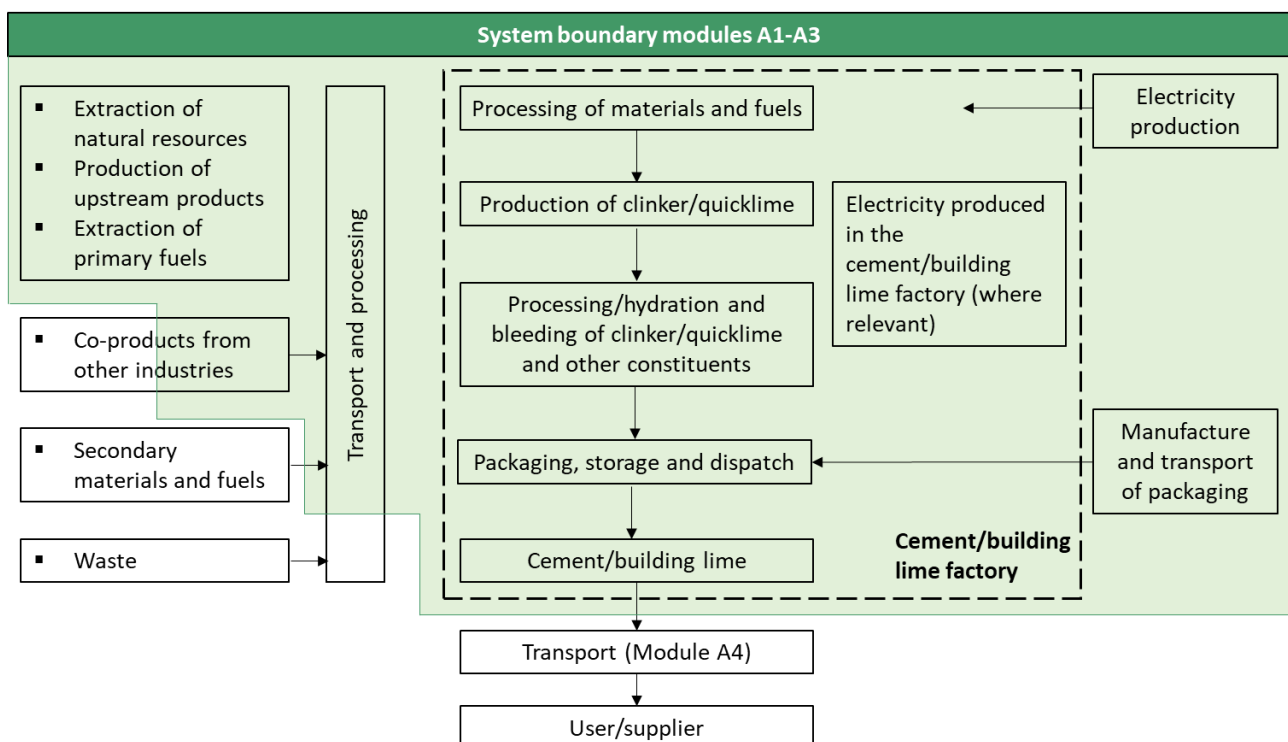 System boundary modules A1-A3
▪ Extraction of
natural resources
▪ Production of
upstream products
▪ Extraction of
primary fuels
▪ Co-products from
other industries
▪ Secondary
materials and fuels
▪ Waste
Transport and processing
Processing of materials and fuels
Production of clinker/quicklime
Processing/hydration and
bleeding of clinker/quicklime
and other constituents
Packaging, storage and dispatch
Cement/building lime
Electricity produced
in the
cement/building
lime factory (where
relevant)
Cement/building
lime factory
Electricity
production
Manufacture
and transport
of packaging
Transport (Module A4)
User/supplier